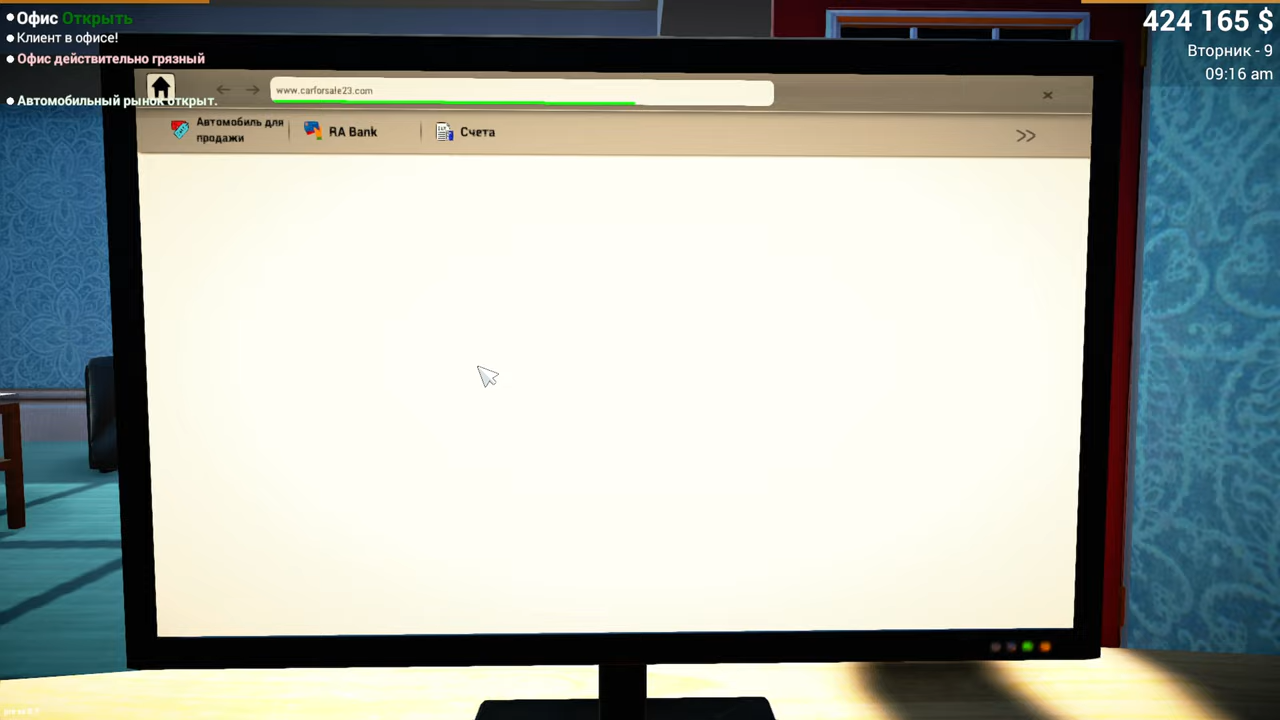 Офис Открыть
Клиент в офисе!
Офис действительно грязный
Автомобильный рынок открыт.
424 165 $
Вторник - 9
09:16 am
www.carforsale23.com
Автомобиль для
продажи
RA Bank
Счета
>>